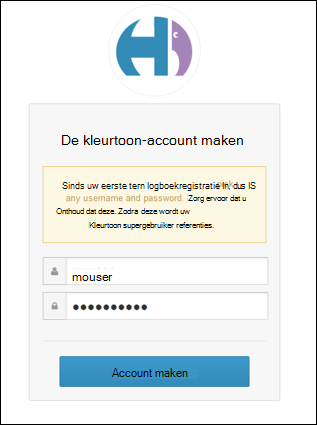 De kleurtoon-account maken
Sinds uw eerste tern logboekregistratie In, dus IS
any username and password. Zorg ervoor dat u
Onthoud dat deze. Zodra deze wordt uw
Kleurtoon supergebruiker referenties.
mouser
●●●●●●●●●●
Account maken